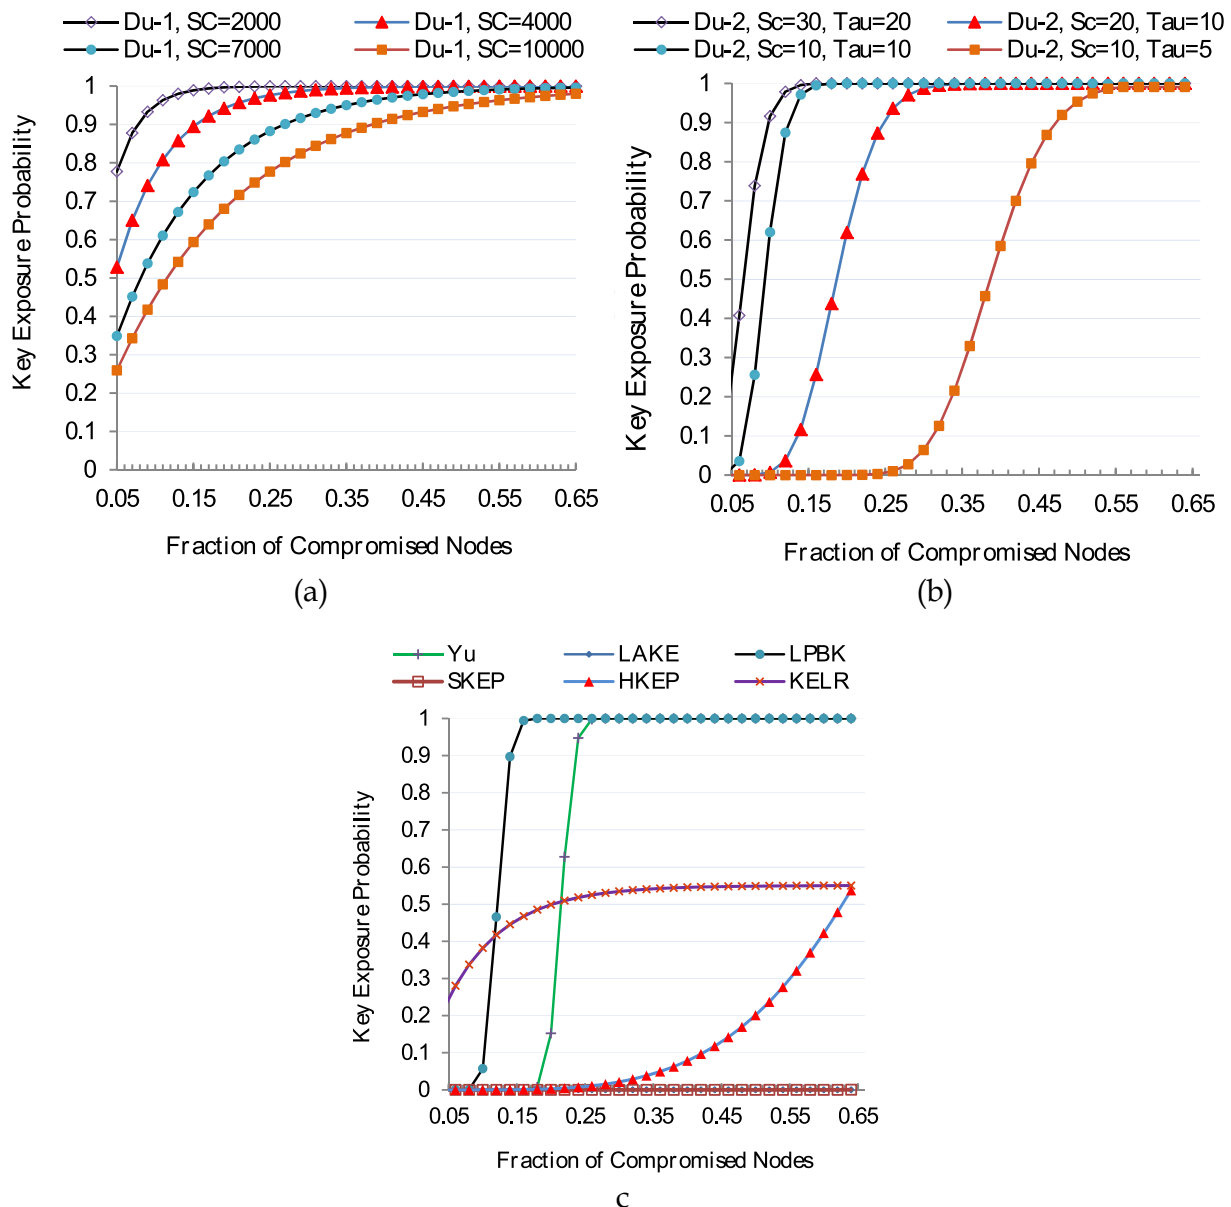 Du-1, SC=2000 Du-1, SC=4000
Du-1, SC=7000 Du-1, SC=10000
Key Exposure Probability
1
0.9
0.8
0.7
0.6
0.5
0.4
0.3
0.2
0.1
0
0.05 0.15 0.25 0.35 0.45 0.55 0.65
Fraction of Compromised Nodes
(a)
Du-2, Sc=30, Tau=20 Du-2, Sc=20, Tau=10
Du-2, Sc=10, Tau=10 Du-2, Sc=10, Tau=5
Key Exposure Probability
1
0.9
0.8
0.7
0.6
0.5
0.4
0.3
0.2
0.1
0
0.05 0.15 0.25 0.35 0.45 0.55 0.65
Fraction of Compromised Nodes
(b)
Yu LAKE LPBK
SKEP HKEP KELR
Key Exposure Probability
1
0.9
0.8
0.7
0.6
0.5
0.4
0.3
0.2
0.1
0
0.05 0.15 0.25 0.35 0.45 0.55 0.65
Fraction of Compromised Nodes
c